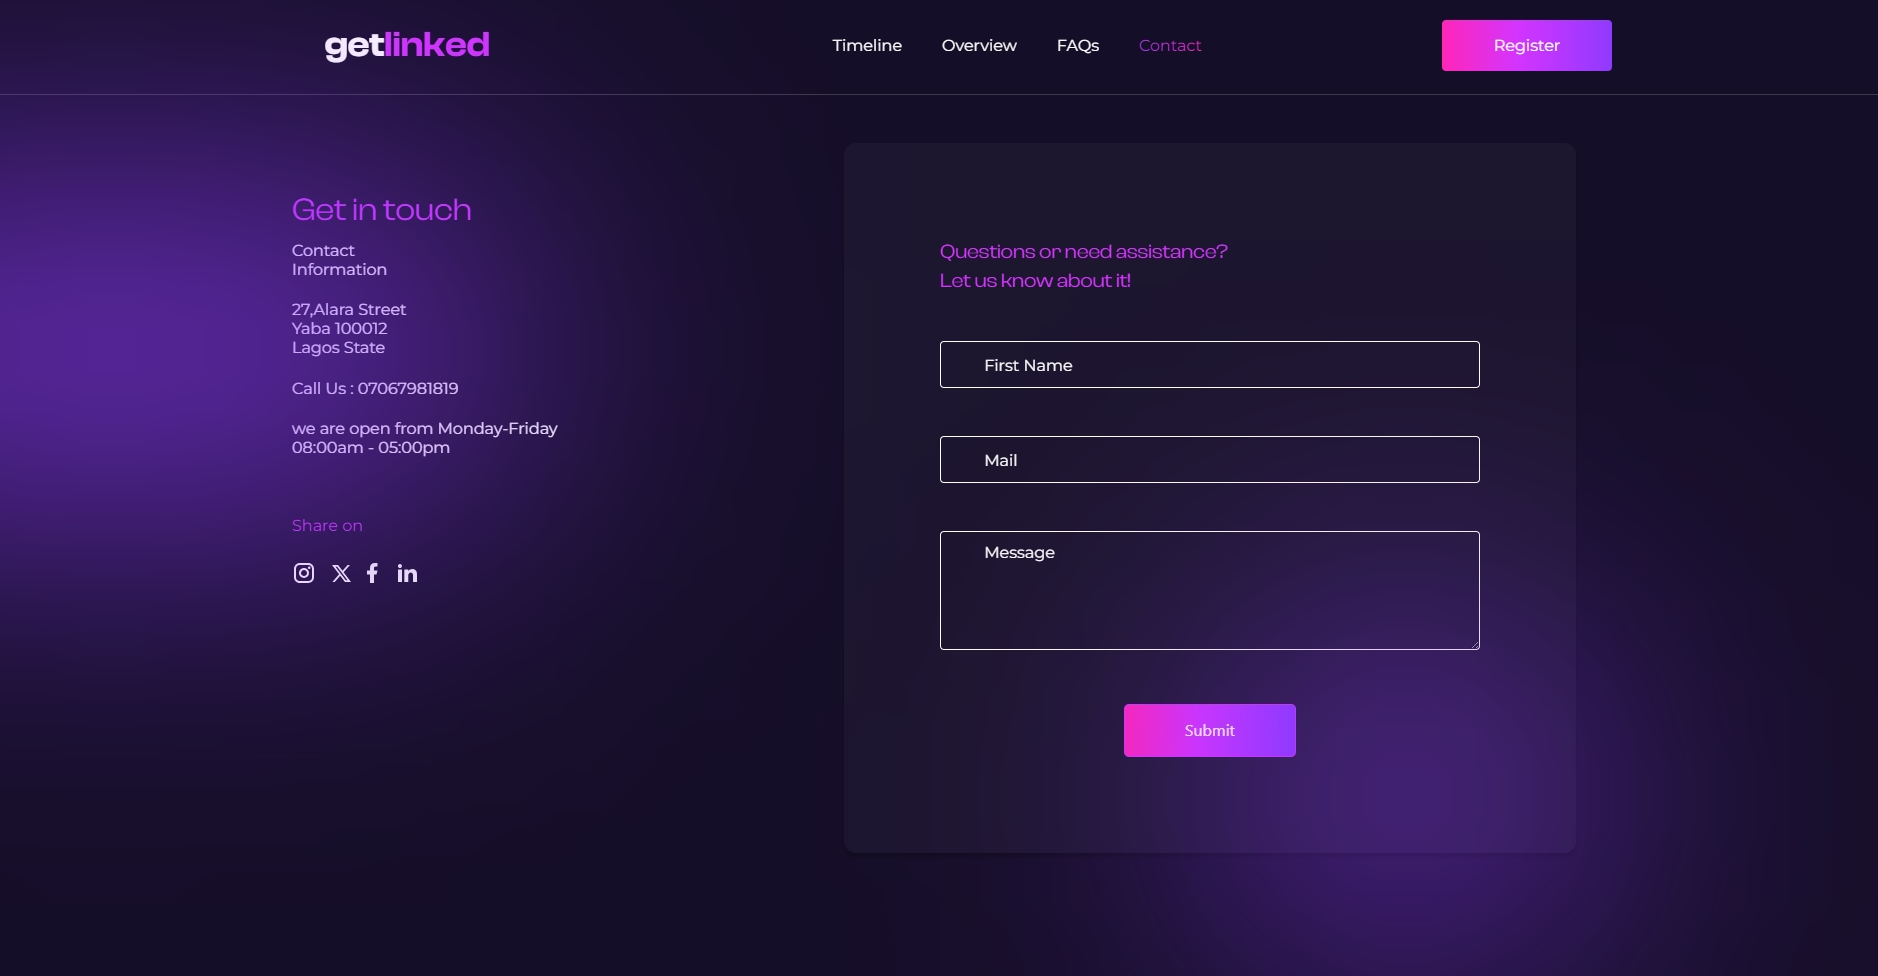 getlinked
Timeline
Overview
FAQs
Contact
Register
Get in touch
Contact
Information
27,Alara Street
Yaba 100012
Lagos State
Call Us : 07067981819
we are open from Monday-Friday
08:00am - 05:00pm
Share on
Questions or need assistance?
Let us know about it!
First Name
Mail
Message
Submit